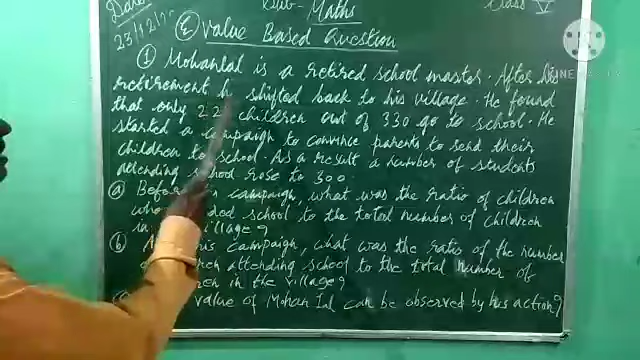 Sub- Maths
Class V
23/12/20
E Value Based Question
① Mohanlal is a retired school master. After his
retirement shifted back to his village. He found
that only 22 children out of 330 go to school. He
started a campaign to convince parents to send their
children to school. As a result a number of students
attending school rose to 300.
ⓐ Before campaign, what was the ratio of children
who school to the total number of children
in village?
ⓑ his campaign, what was the ratio of the number
of attending school to the total number of
in the village?
value of Mohan lal can be observed by his action?
KINEMASTER